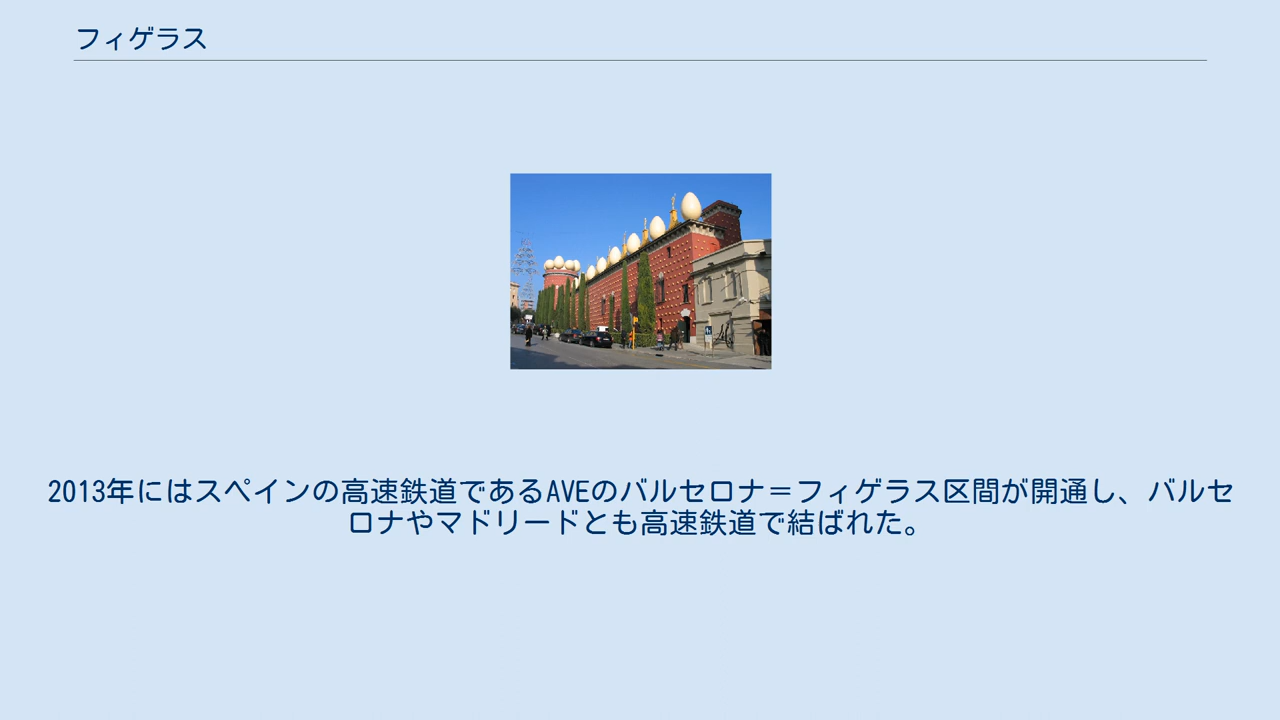 フィゲラス
2013年にはスペインの高速鉄道であるAVEのバルセロナ＝フィゲラス区間が開通し、バルセ
ロナやマドリードとも高速鉄道で結ばれた。